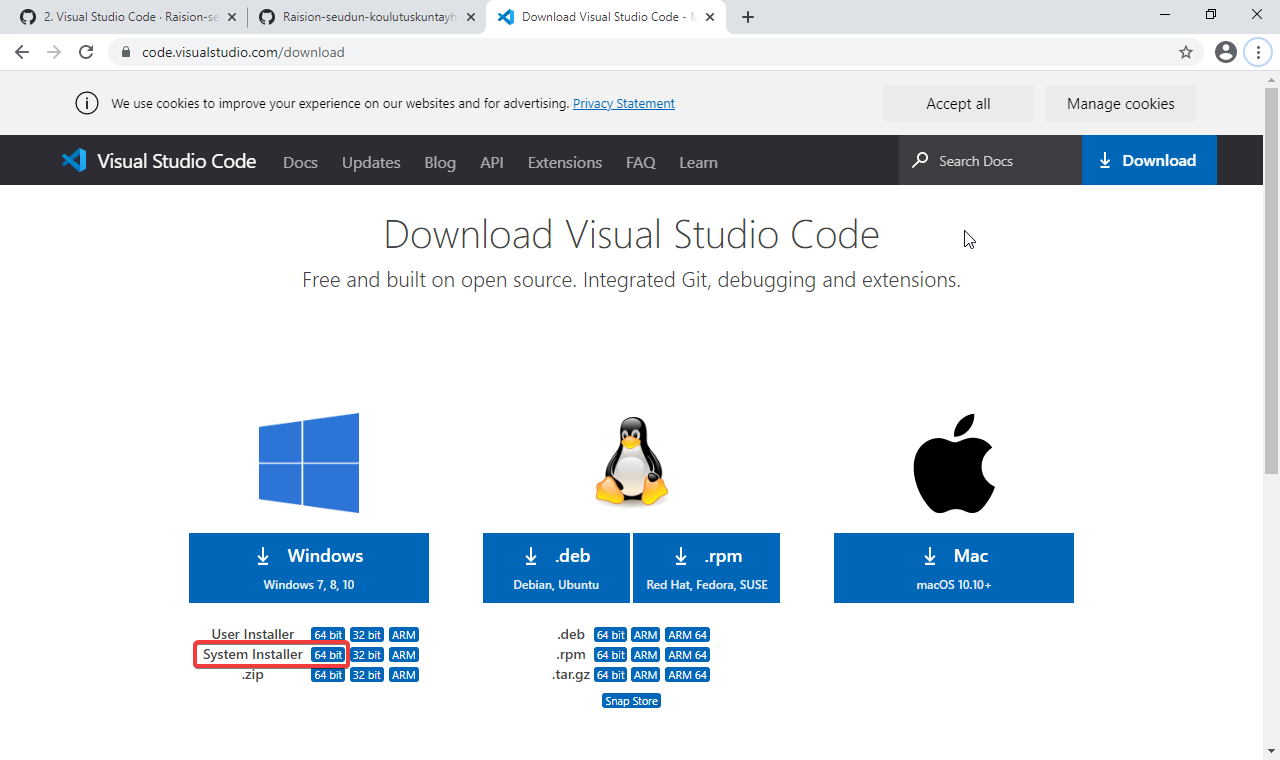 2. Visual Studio Code · Raision-se
Raision-seudun-koulutuskuntayh
Download Visual Studio Code - M
code.visualstudio.com/download
We use cookies to improve your experience on our websites and for advertising. Privacy Statement
Accept all
Manage cookies
Visual Studio Code
Docs
Updates
Blog
API
Extensions
FAQ
Learn
Search Docs
Download
Download Visual Studio Code
Free and built on open source. Integrated Git, debugging and extensions.
Windows
Windows 7, 8, 10
.deb
Debian, Ubuntu
.rpm
Red Hat, Fedora, SUSE
Mac
macOS 10.10+
User Installer 64 bit 32 bit ARM
System Installer 64 bit 32 bit ARM
.zip 64 bit 32 bit ARM
.deb 64 bit ARM ARM 64
.rpm 64 bit ARM ARM 64
.tar.gz 64 bit ARM ARM 64
Snap Store